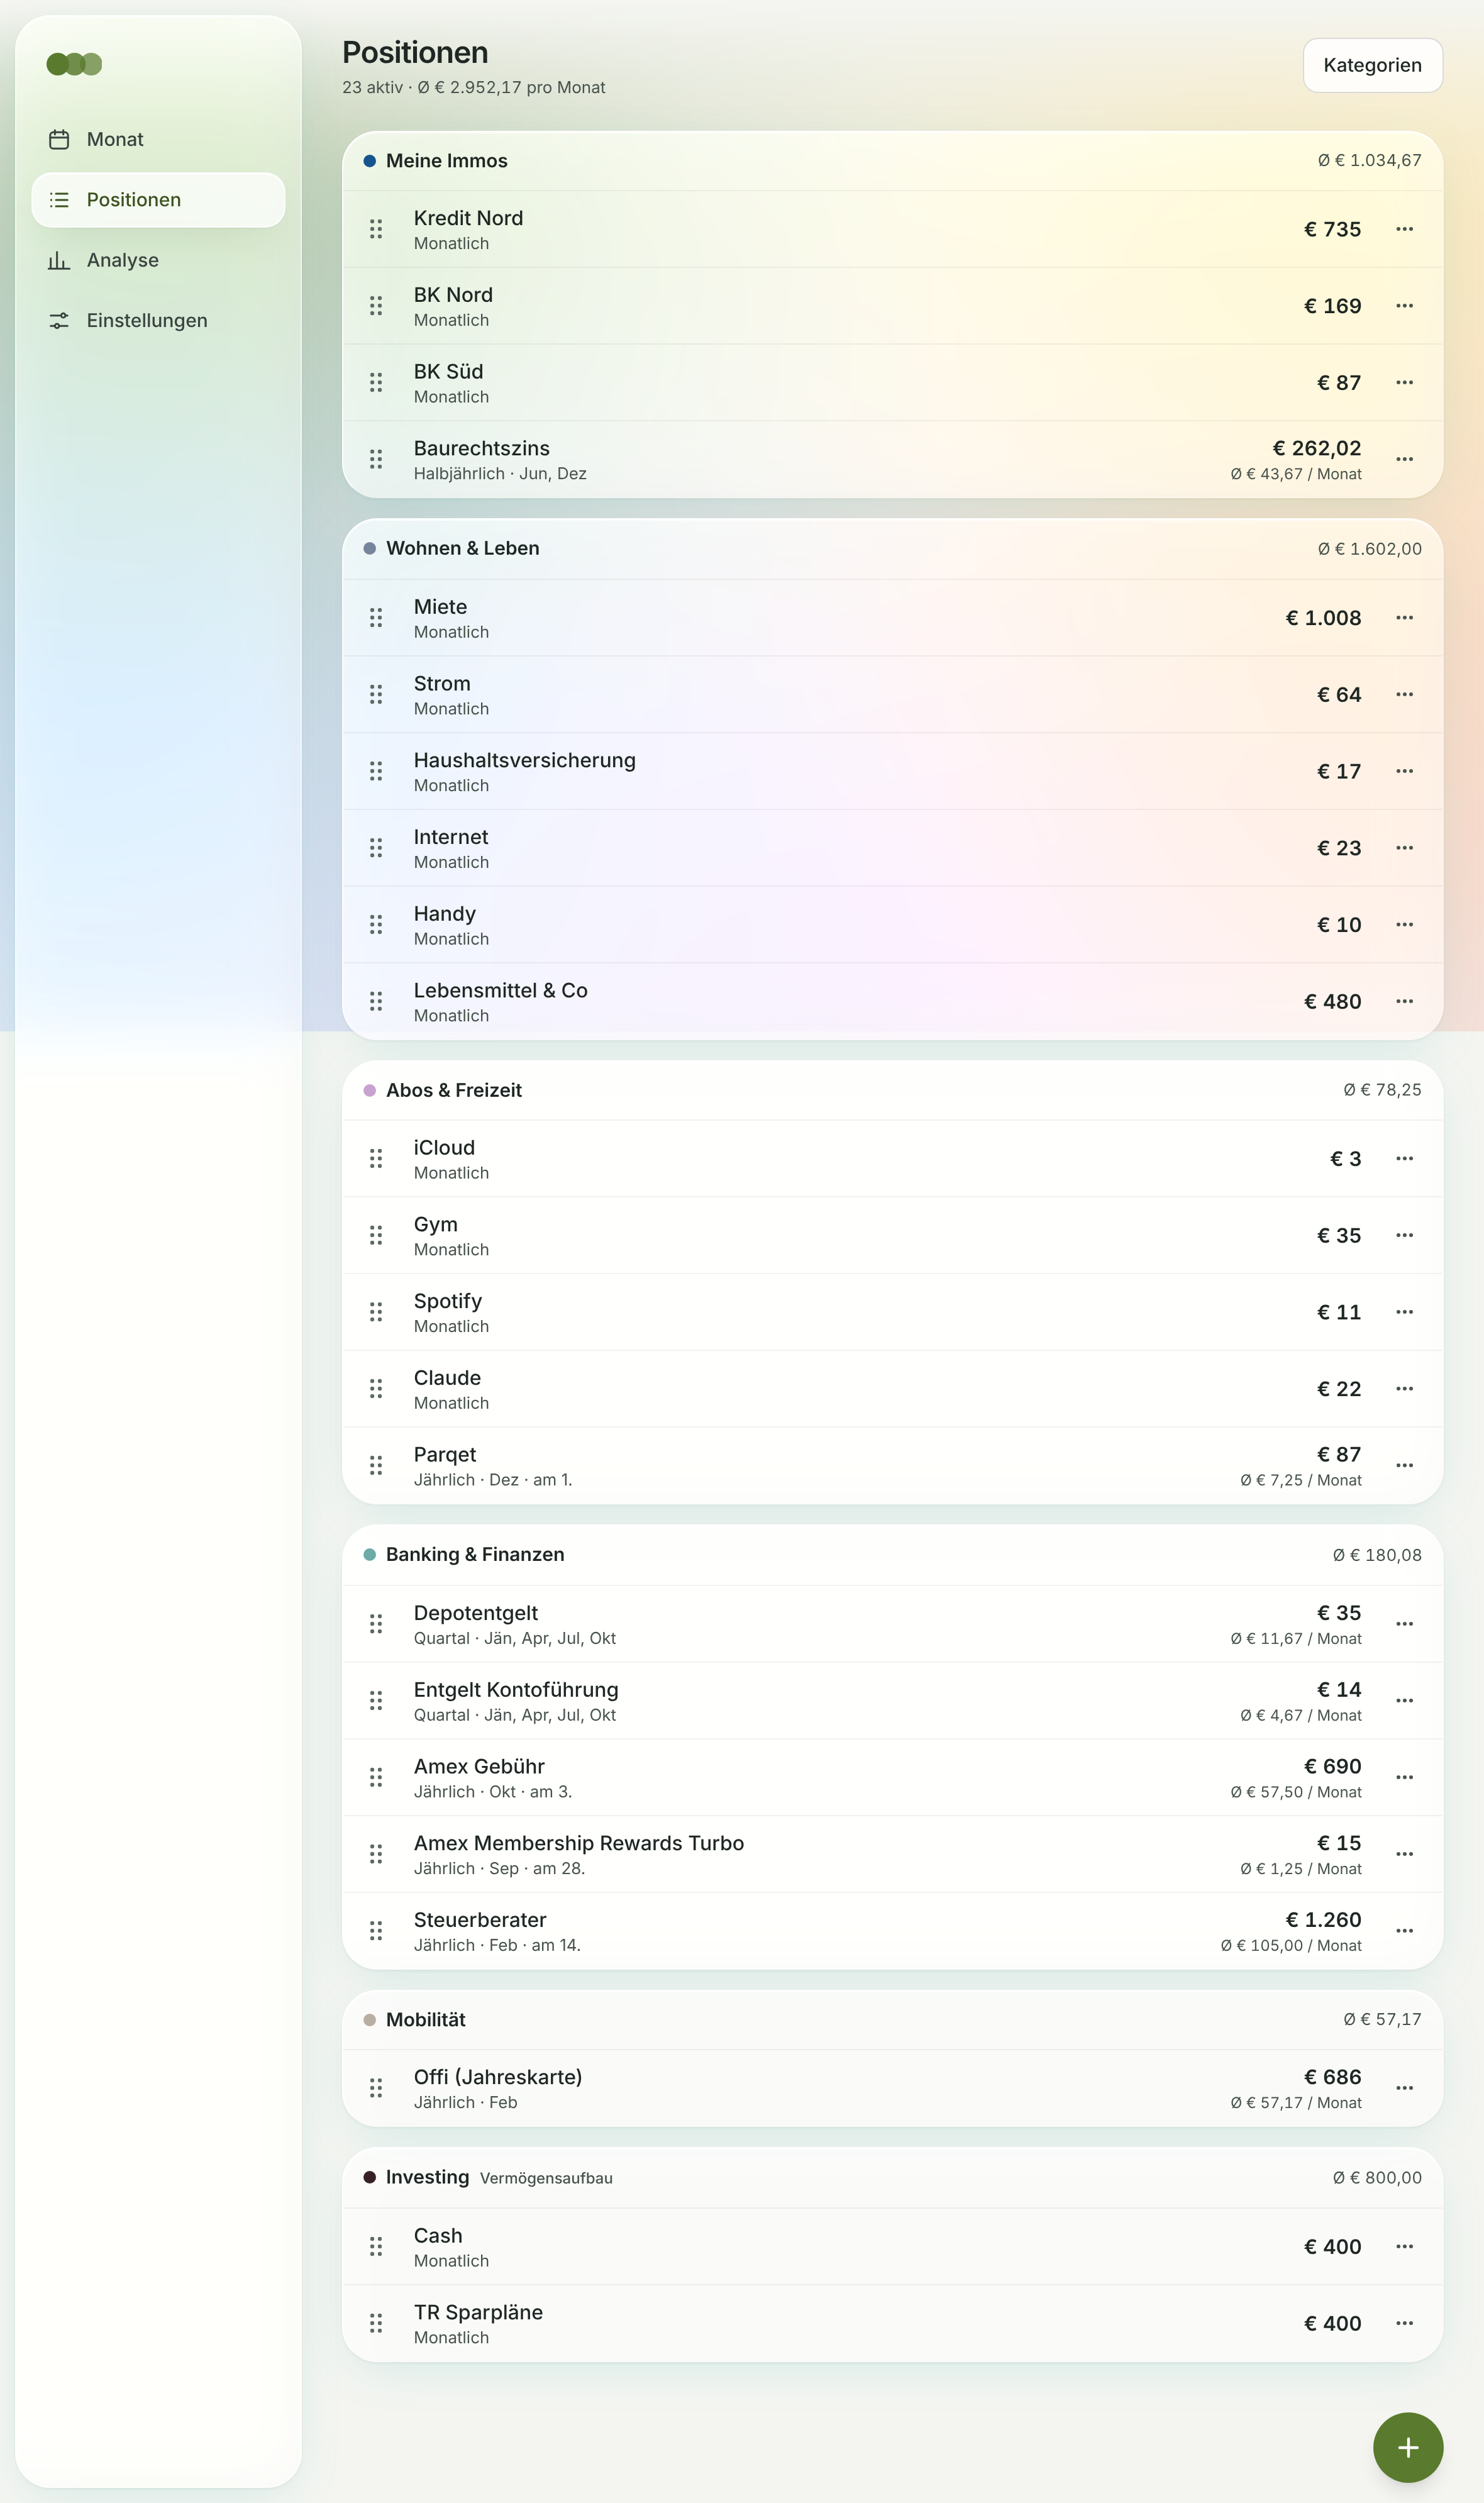 Positionen
23 aktiv · Ø € 2.952,17 pro Monat
Kategorien
Monat
Positionen
Analyse
Einstellungen
Meine Immos
Ø € 1.034,67
Kredit Nord
Monatlich
€ 735
BK Nord
Monatlich
€ 169
BK Süd
Monatlich
€ 87
Baurechtszins
Halbjährlich · Jun, Dez
€ 262,02
Ø € 43,67 / Monat
Wohnen & Leben
Ø € 1.602,00
Miete
Monatlich
€ 1.008
Strom
Monatlich
€ 64
Haushaltsversicherung
Monatlich
€ 17
Internet
Monatlich
€ 23
Handy
Monatlich
€ 10
Lebensmittel & Co
Monatlich
€ 480
Abos & Freizeit
Ø € 78,25
iCloud
Monatlich
€ 3
Gym
Monatlich
€ 35
Spotify
Monatlich
€ 11
Claude
Monatlich
€ 22
Parqet
Jährlich · Dez · am 1.
€ 87
Ø € 7,25 / Monat
Banking & Finanzen
Ø € 180,08
Depotentgelt
Quartal · Jän, Apr, Jul, Okt
€ 35
Ø € 11,67 / Monat
Entgelt Kontoführung
Quartal · Jän, Apr, Jul, Okt
€ 14
Ø € 4,67 / Monat
Amex Gebühr
Jährlich · Okt · am 3.
€ 690
Ø € 57,50 / Monat
Amex Membership Rewards Turbo
Jährlich · Sep · am 28.
€ 15
Ø € 1,25 / Monat
Steuerberater
Jährlich · Feb · am 14.
€ 1.260
Ø € 105,00 / Monat
Mobilität
Ø € 57,17
Offi (Jahreskarte)
Jährlich · Feb
€ 686
Ø € 57,17 / Monat
Investing Vermögensaufbau
Ø € 800,00
Cash
Monatlich
€ 400
TR Sparpläne
Monatlich
€ 400